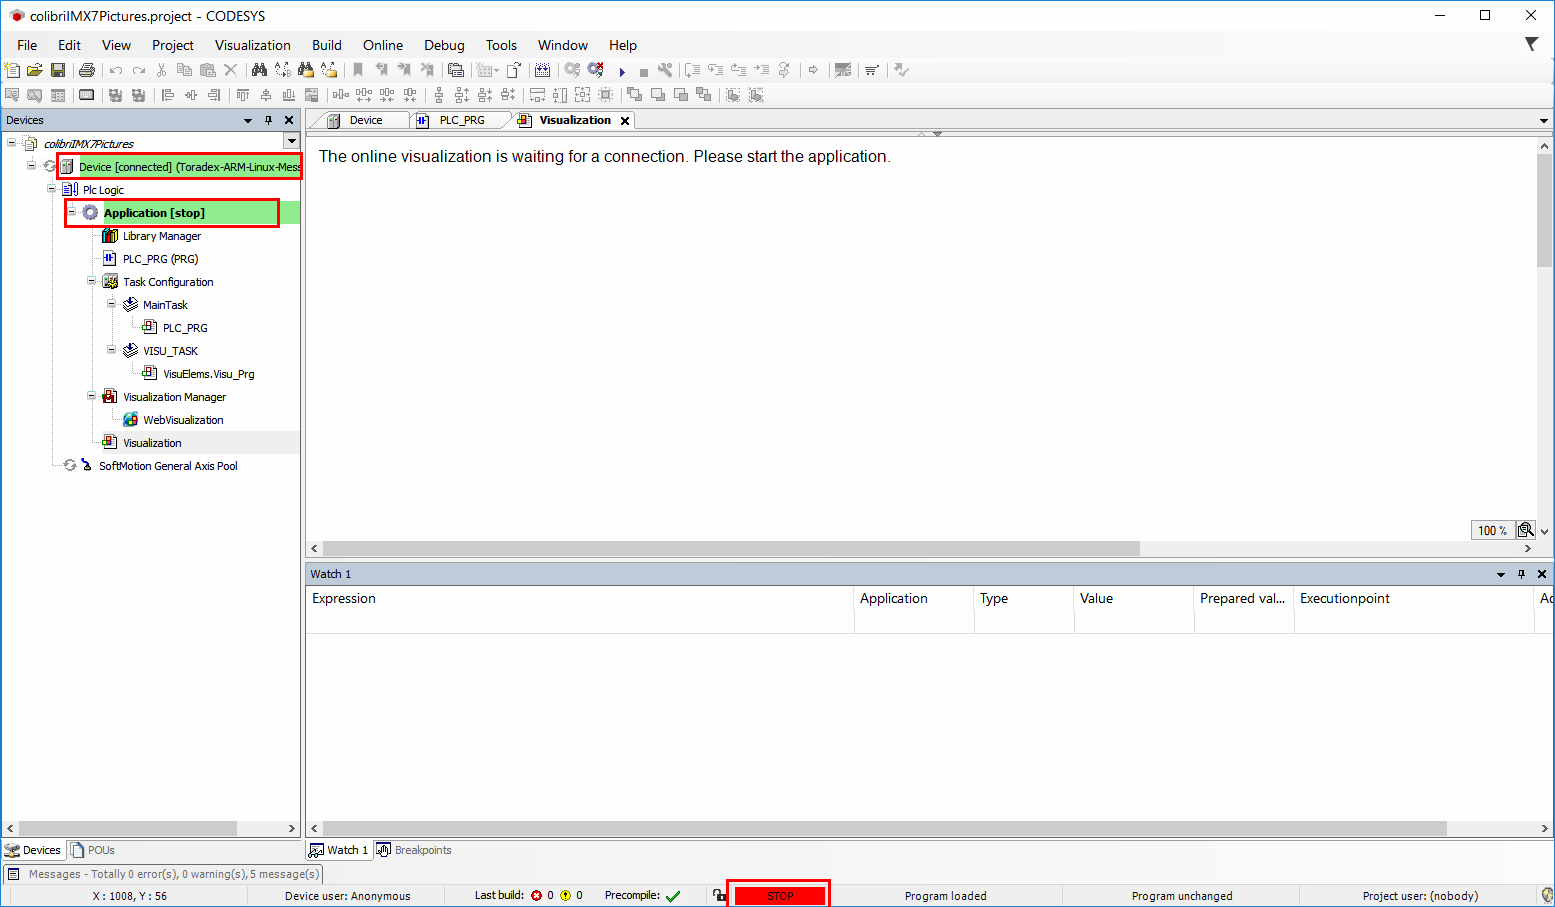 colibriIMX7Pictures.project - CODESYS
File Edit View Project Visualization Build Online Debug Tools Window Help
Devices
Device PLC_PRG Visualization
colibriIMX7Pictures
Device [connected] (Toradex-ARM-Linux-Mess
Plc Logic
Application [stop]
Library Manager
PLC_PRG (PRG)
Task Configuration
MainTask
PLC_PRG
VISU_TASK
VisuElems.Visu_Prg
Visualization Manager
WebVisualization
Visualization
SoftMotion General Axis Pool
The online visualization is waiting for a connection. Please start the application.
100 %
Watch 1
Expression Application Type Value Prepared val... Executionpoint Ac
Devices POUs
Watch 1 Breakpoints
Messages - Totally 0 error(s), 0 warning(s), 5 message(s)
X : 1008, Y : 56 Device user: Anonymous Last build: 0 0 Precompile: STOP Program loaded Program unchanged Project user: (nobody)